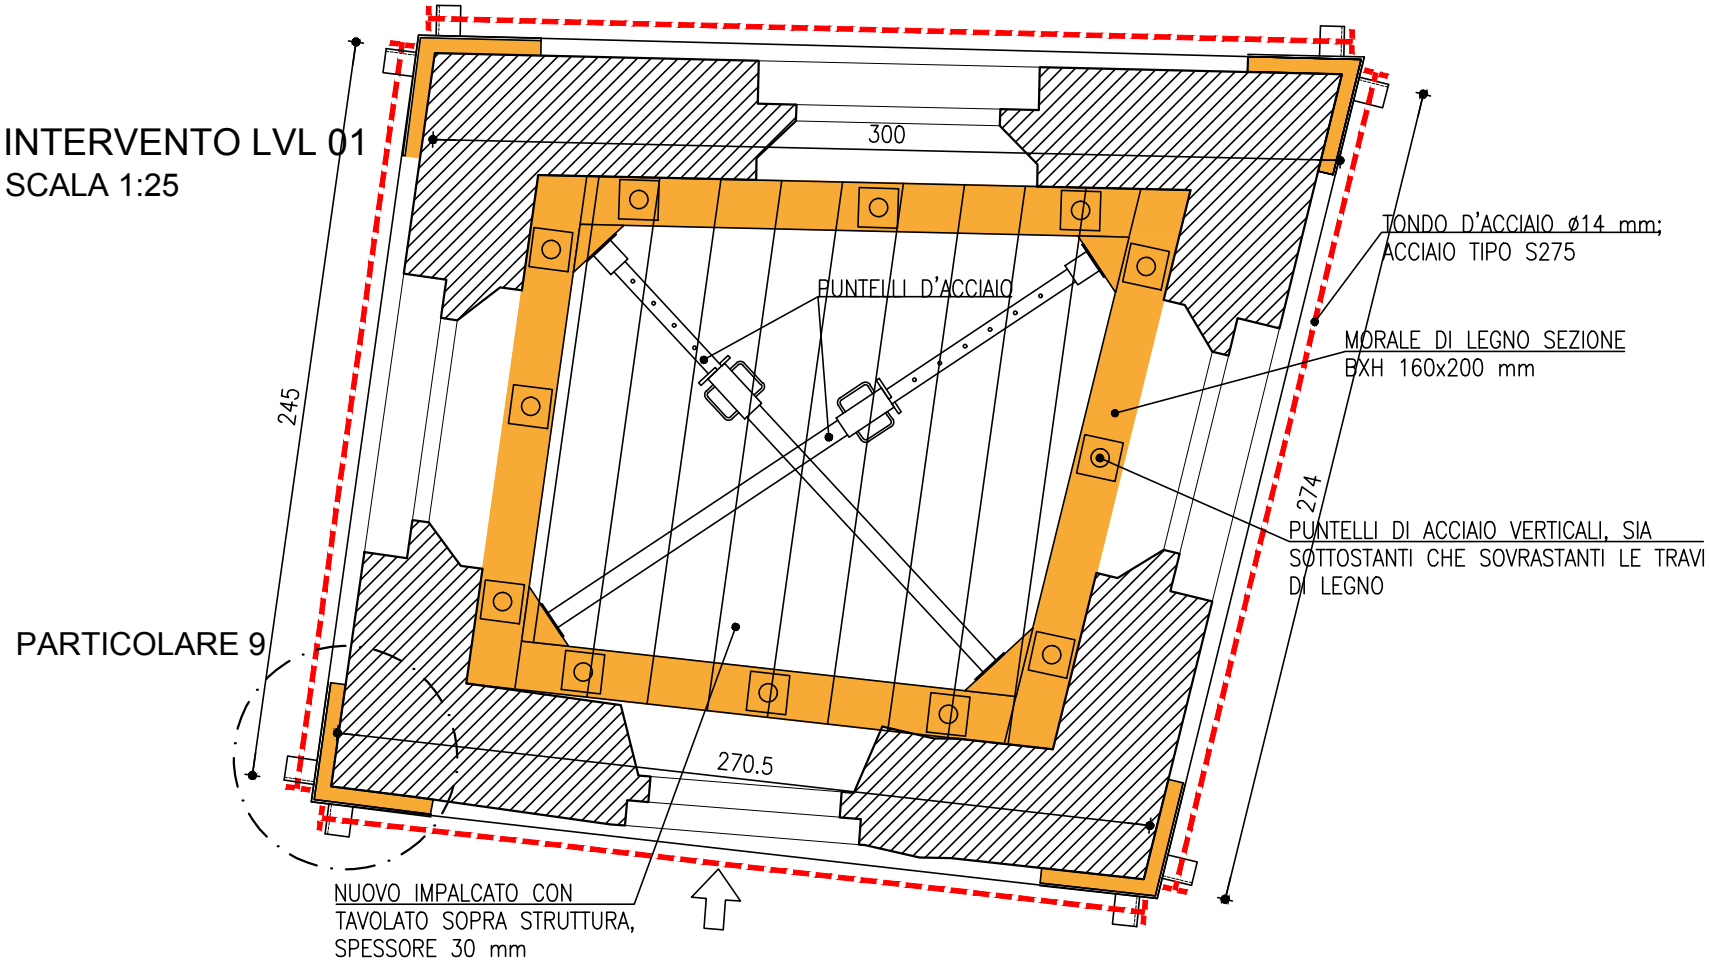 INTERVENTO LVL 01
SCALA 1:25
300
TONDO D'ACCIAIO ø14 mm;
ACCIAIO TIPO S275
PUNTELLI D'ACCIAIO
MORALE DI LEGNO SEZIONE
BXH 160x200 mm
245
274
PUNTELLI DI ACCIAIO VERTICALI, SIA
SOTTOSTANTI CHE SOVRASTANTI LE TRAVI
DI LEGNO
PARTICOLARE 9
270.5
NUOVO IMPALCATO CON
TAVOLATO SOPRA STRUTTURA,
SPESSORE 30 mm